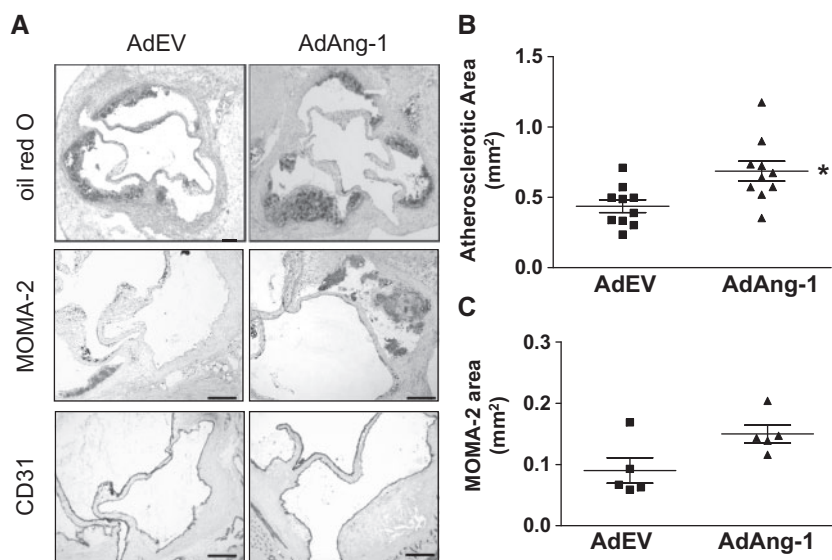 A
AdEV
AdAng-1
oil red O
MOMA-2
CD31
B
Atherosclerotic Area
(mm²)
1.5
1.0
0.5
0.0
AdEV
AdAng-1
*
C
MOMA-2 area
(mm²)
0.3
0.2
0.1
0.0
AdEV
AdAng-1